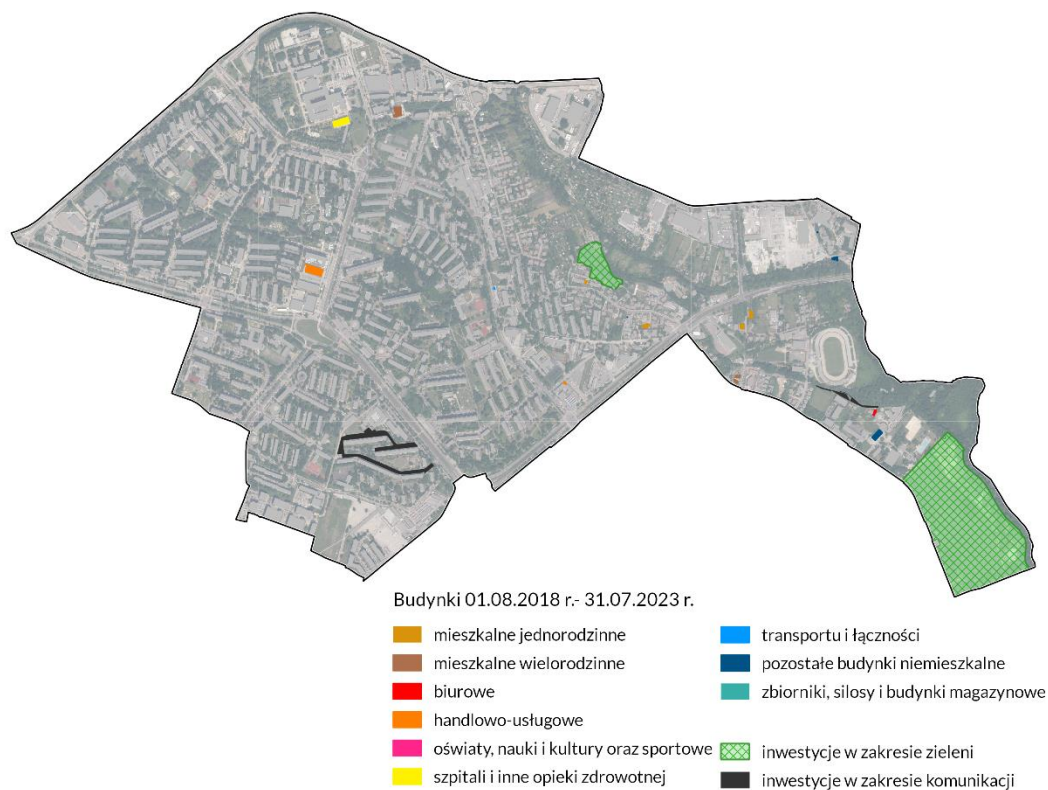 Budynki 01.08.2018 r.- 31.07.2023 r.
mieszkalne jednorodzinne
mieszkalne wielorodzinne
biurowe
handlowo-usługowe
oświaty, nauki i kultury oraz sportowe
szpitali i inne opieki zdrowotnej
transportu i łączności
pozostałe budynki niemieszkalne
zbiorniki, silosy i budynki magazynowe
inwestycje w zakresie zieleni
inwestycje w zakresie komunikacji